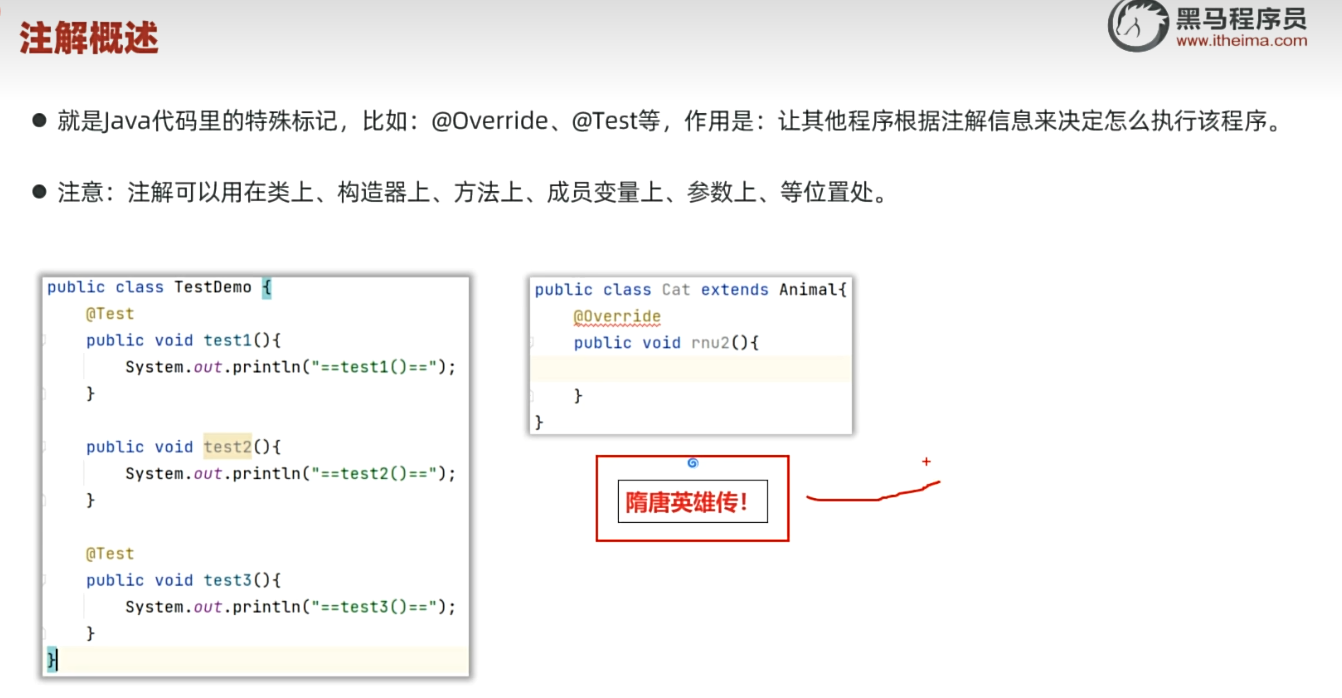 注解概述
黑马程序员
www.itheima.com
● 就是Java代码里的特殊标记，比如：@Override、@Test等，作用是：让其他程序根据注解信息来决定怎么执行该程序。
● 注意：注解可以用在类上、构造器上、方法上、成员变量上、参数上、等位置处。
public class TestDemo {
@Test
public void test1(){
System.out.println("==test1()==");
}
public void test2(){
System.out.println("==test2()==");
}
@Test
public void test3(){
System.out.println("==test3()==");
}
}
public class Cat extends Animal{
@Override
public void rnu2(){
}
}
隋唐英雄传！